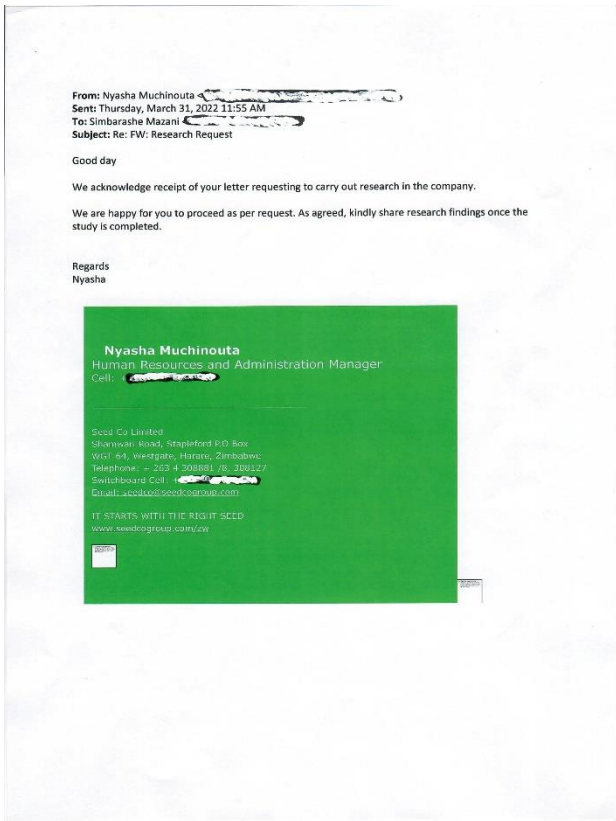 From: Nyasha Muchinouta <
Sent: Thursday, March 31, 2022 11:55 AM
To: Simbarashe Mazani
Subject: Re: FW: Research Request
Good day
We acknowledge receipt of your letter requesting to carry out research in the company.
We are happy for you to proceed as per request. As agreed, kindly share research findings once the
study is completed.
Regards
Nyasha
Nyasha Muchinouta
Human Resources and Administration Manager
Cell: +
Seed Co Limited
Shamwari Road, Stapleford P.O Box
WGT 64, Westgate, Harare, Zimbabwe
Telephone: + 263 4 308881 /8, 308127
Switchboard Cell: +
Email: seedco@seedcogroup.com
IT STARTS WITH THE RIGHT SEED
www.seedcogroup.com/zw